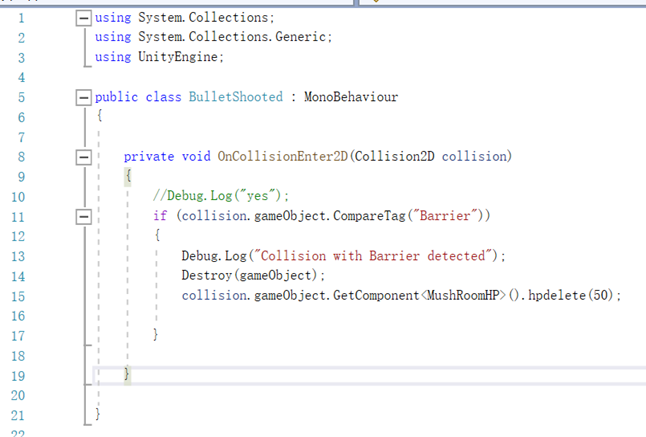 1 using System.Collections;
2 using System.Collections.Generic;
3 using UnityEngine;
4
5 public class BulletShooted : MonoBehaviour
6 {
7
8 private void OnCollisionEnter2D(Collision2D collision)
9 {
10 //Debug.Log("yes");
11 if (collision.gameObject.CompareTag("Barrier"))
12 {
13 Debug.Log("Collision with Barrier detected");
14 Destroy(gameObject);
15 collision.gameObject.GetComponent<MushRoomHP>().hpdelete(50);
16
17 }
18
19 }
20
21 }
22